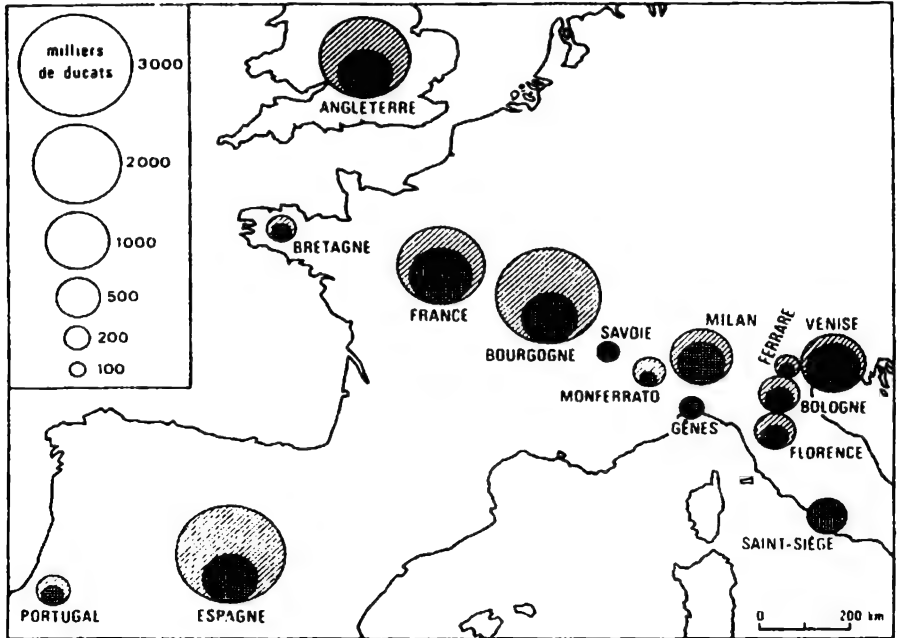 milliers
de ducats
3000
2000
1000
500
200
100
ANGLETERRE
BRETAGNE
FRANCE
BOURGOGNE
SAVOIE
MILAN
FERRARE
VENISE
MONFERRATO
GÊNES
BOLOGNE
FLORENCE
SAINT-SIÈGE
PORTUGAL
ESPAGNE
0 200 km